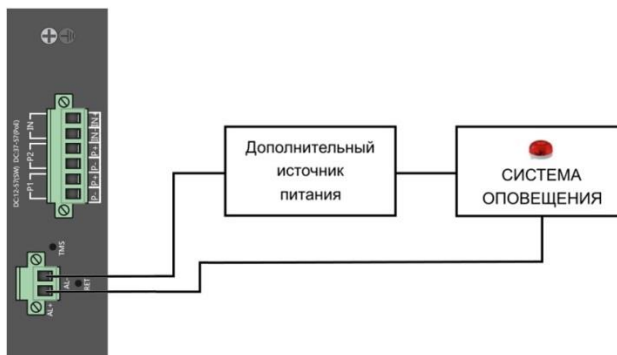 DC12-57(SW) DC37-57(PoE)
P1
P2
IN
P-
P+
P-
P+
IN-
IN+
TMS
AL-
RET
AL+
Дополнительный
источник
питания
СИСТЕМА
ОПОВЕЩЕНИЯ